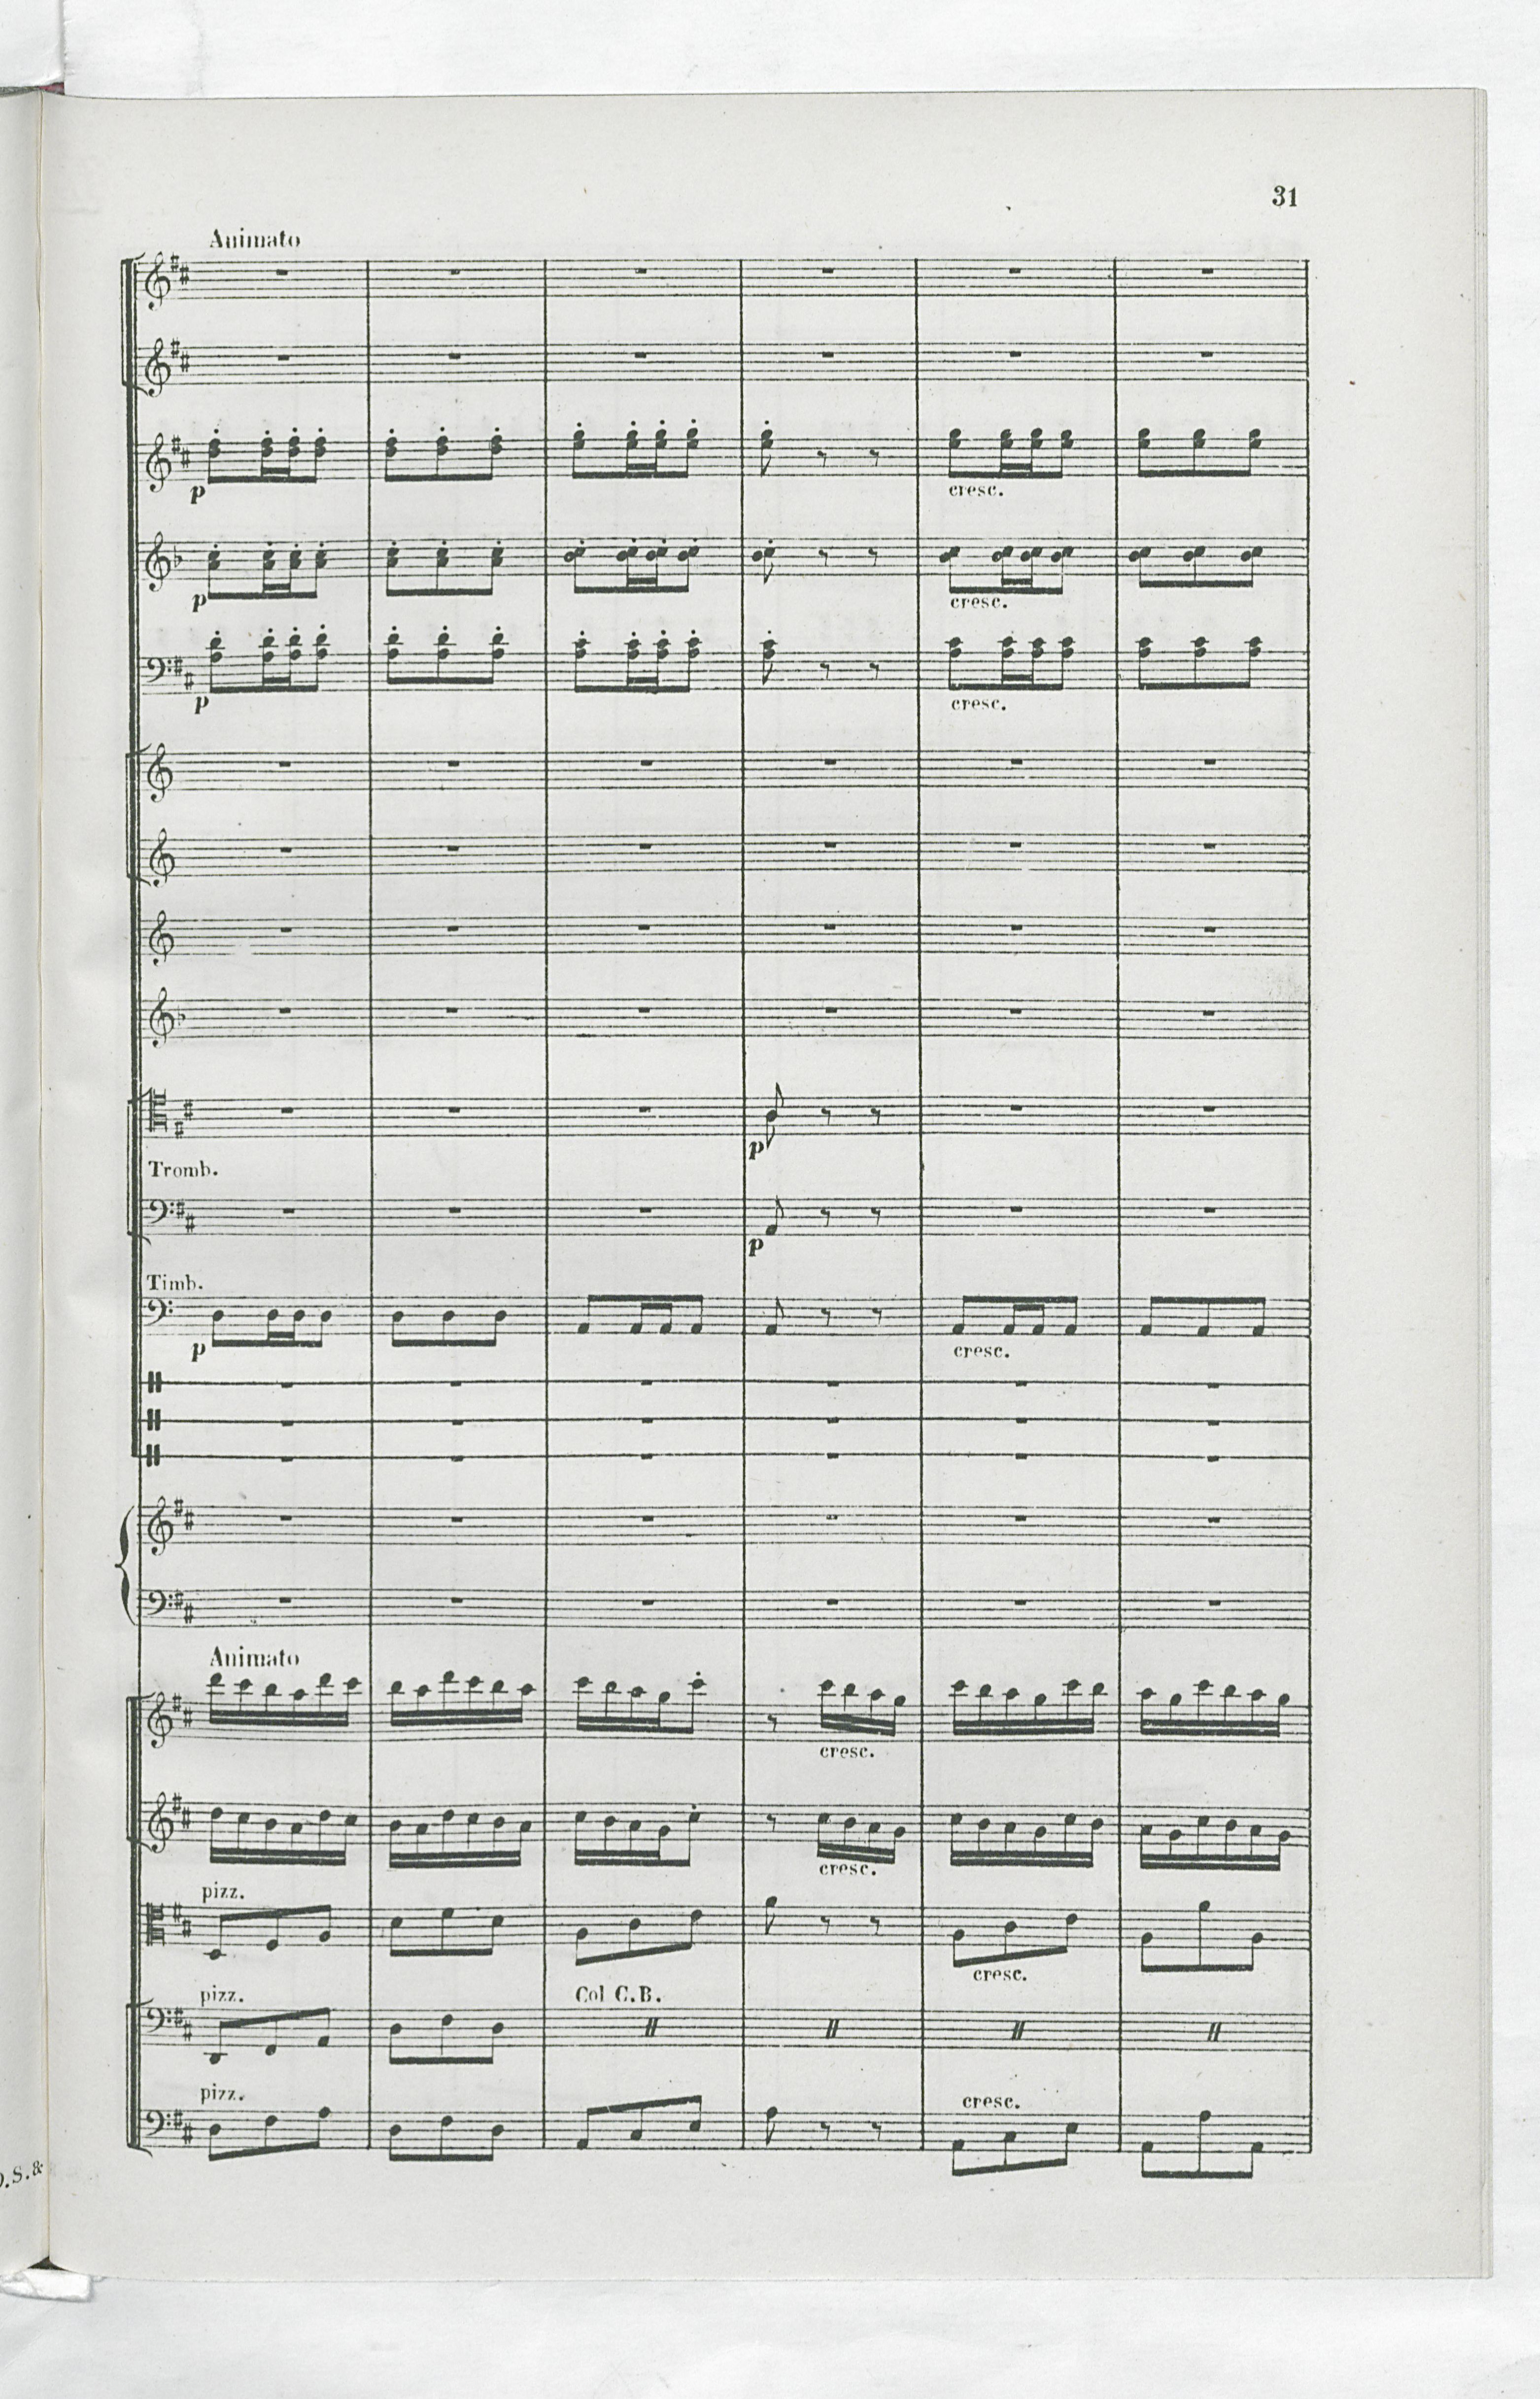 31
Animato
p
cresc.
p
cresc.
p
cresc.
p
Tromb.
p
Timb.
p
cresc.
Animato
cresc.
cresc.
pizz.
cresc.
pizz.
Col C.B.
pizz.
cresc.
.S.&